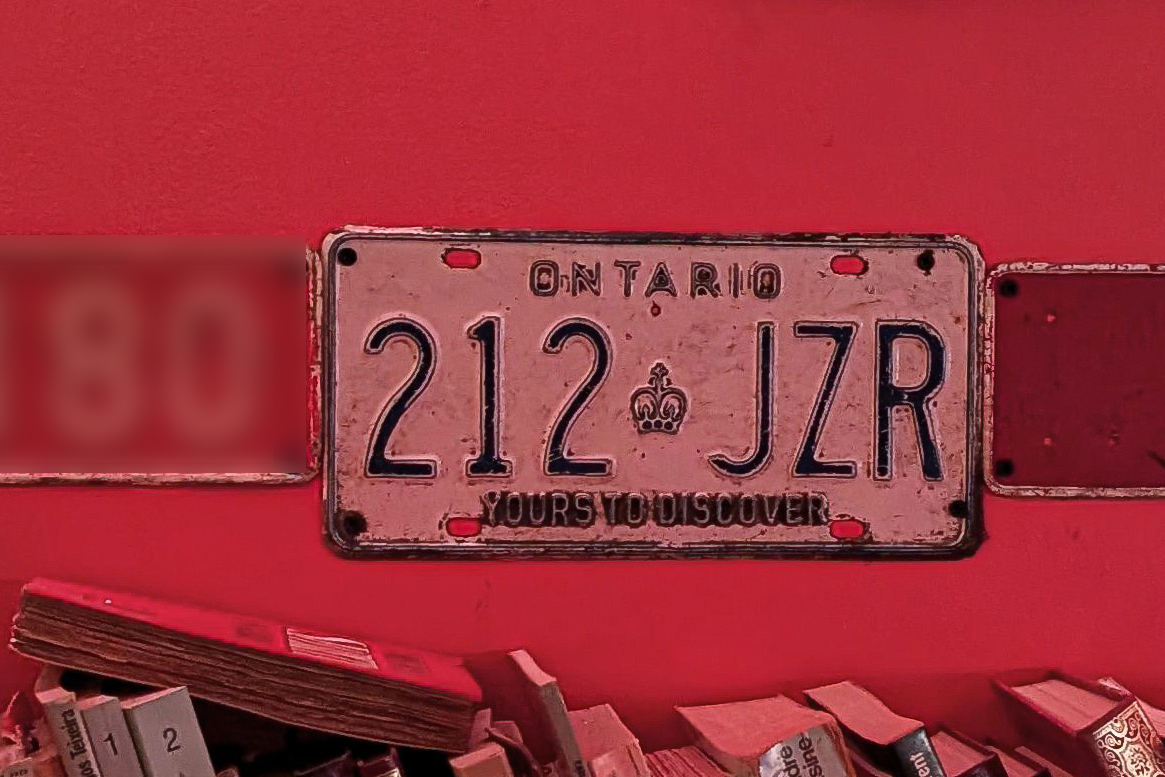 ONTARIO
212 JZR
YOURS TO DISCOVER
1
2